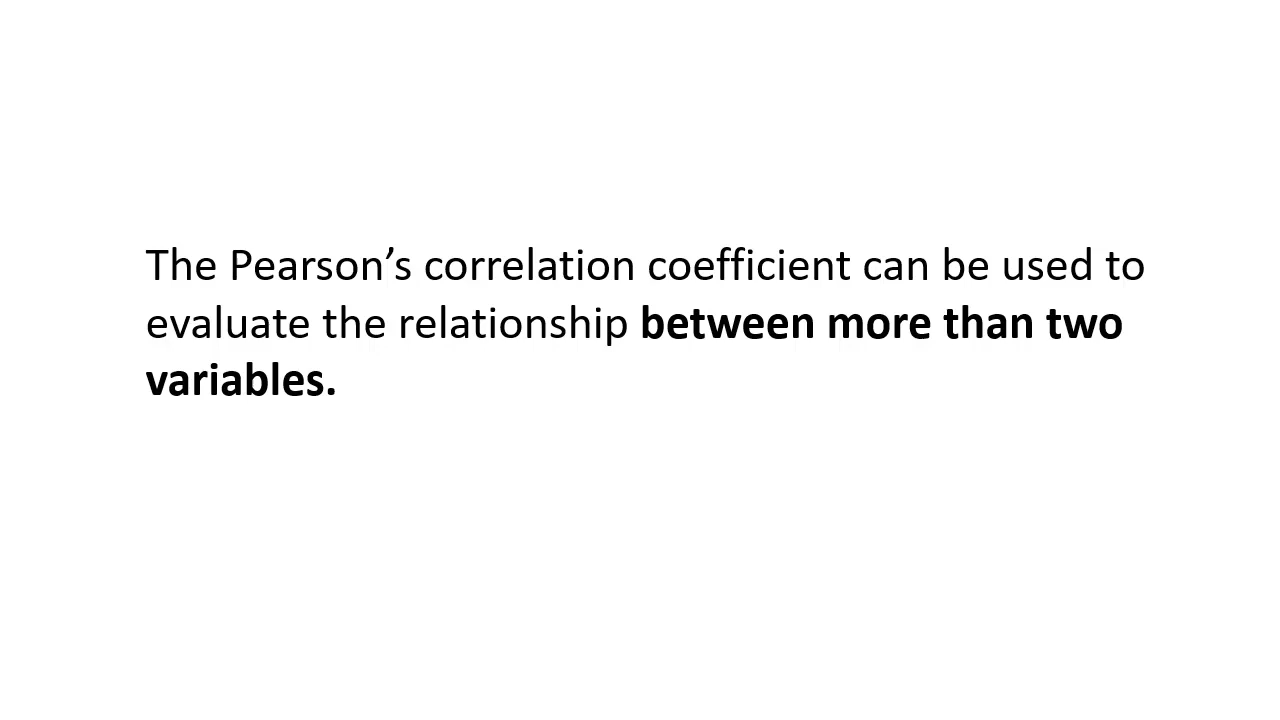 The Pearson’s correlation coefficient can be used to
evaluate the relationship between more than two
variables.